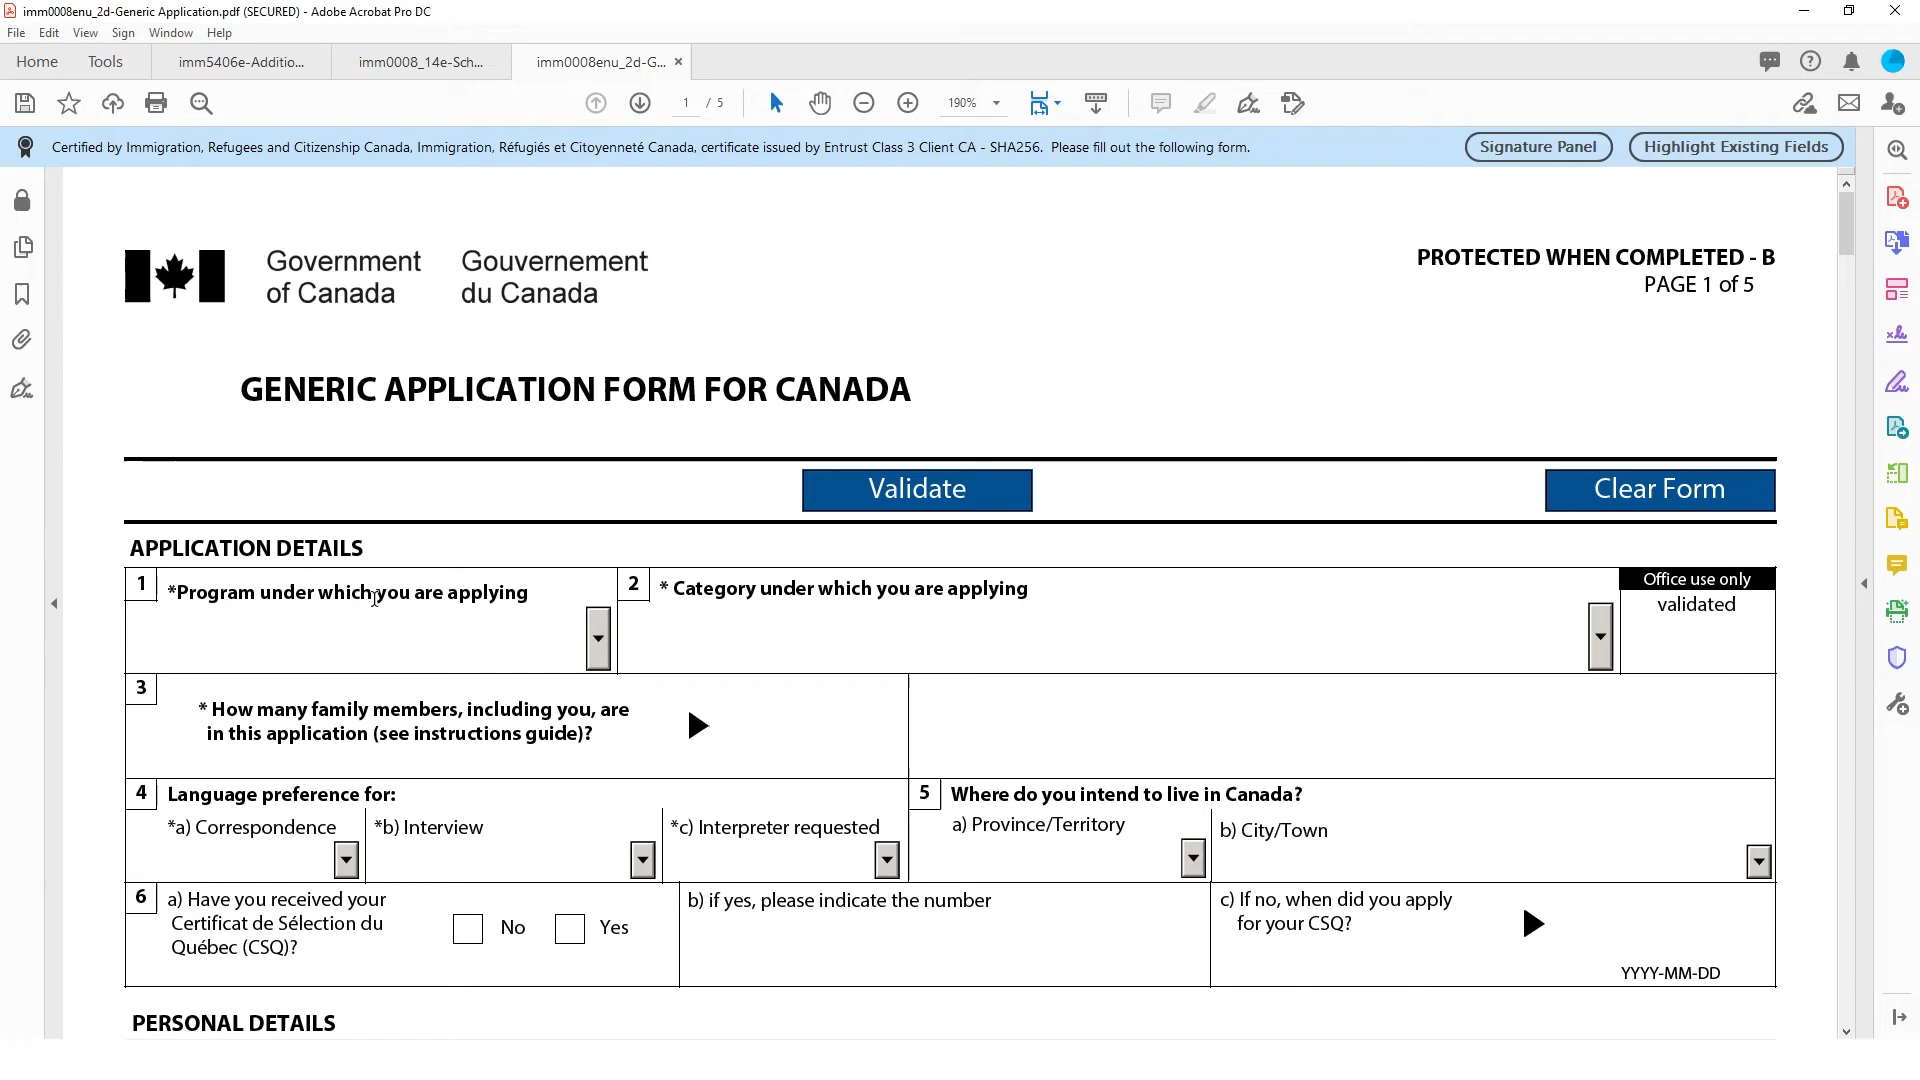 imm0008enu_2d-Generic Application.pdf (SECURED) - Adobe Acrobat Pro DC
File Edit View Sign Window Help
Home Tools imm5406e-Additio... imm0008_14e-Sch... imm0008enu_2d-G... ×
1 / 5 190%
Certified by Immigration, Refugees and Citizenship Canada, Immigration, Réfugiés et Citoyenneté Canada, certificate issued by Entrust Class 3 Client CA - SHA256. Please fill out the following form.
Signature Panel
Highlight Existing Fields
Government of Canada
Gouvernement du Canada
PROTECTED WHEN COMPLETED - B
PAGE 1 of 5
GENERIC APPLICATION FORM FOR CANADA
Validate
Clear Form
APPLICATION DETAILS
1 *Program under which you are applying
2 * Category under which you are applying
Office use only
validated
3 * How many family members, including you, are
in this application (see instructions guide)?
4 Language preference for:
*a) Correspondence
*b) Interview
*c) Interpreter requested
5 Where do you intend to live in Canada?
a) Province/Territory
b) City/Town
6 a) Have you received your
Certificat de Sélection du
Québec (CSQ)?
No
Yes
b) if yes, please indicate the number
c) If no, when did you apply
for your CSQ?
YYYY-MM-DD
PERSONAL DETAILS